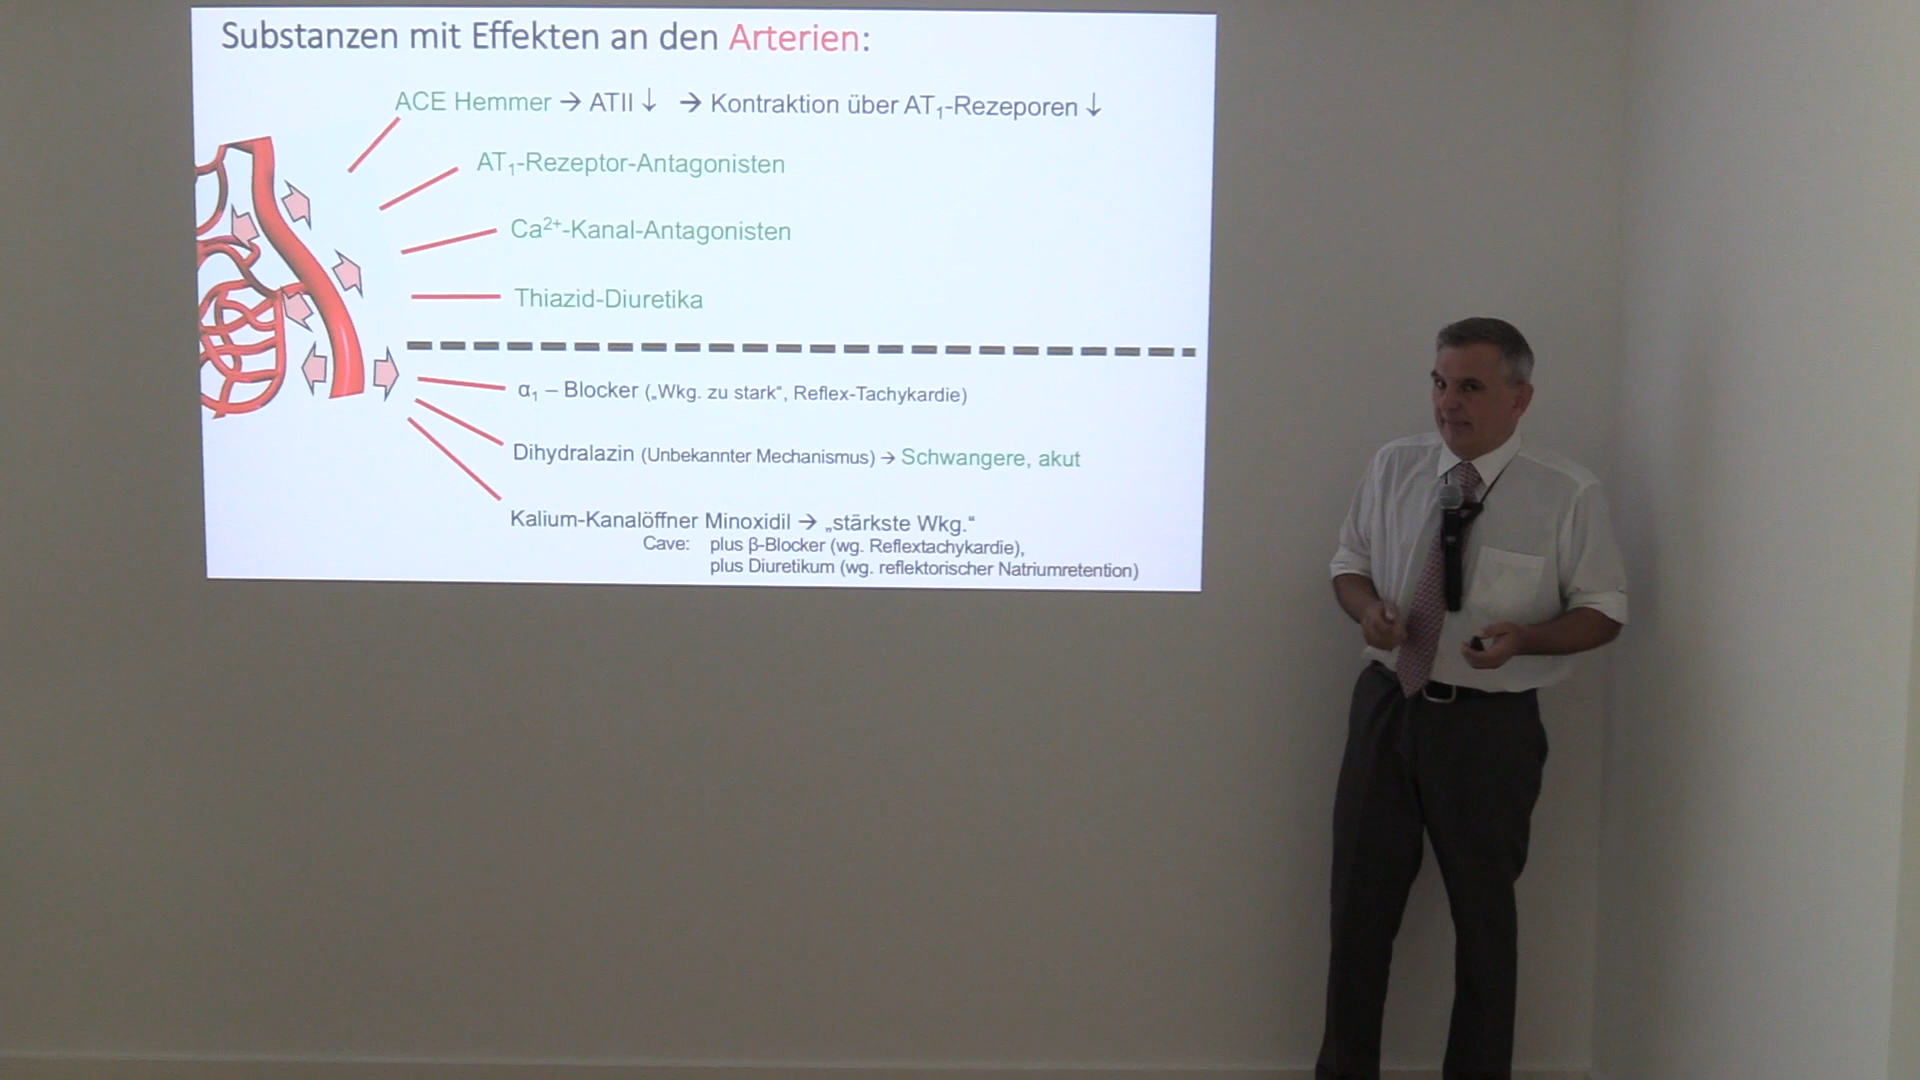 Substanzen mit Effekten an den Arterien:
ACE Hemmer → ATII ↓ → Kontraktion über AT₁-Rezeporen ↓
AT₁-Rezeptor-Antagonisten
Ca²⁺-Kanal-Antagonisten
Thiazid-Diuretika
α₁ – Blocker („Wkg. zu stark“, Reflex-Tachykardie)
Dihydralazin (Unbekannter Mechanismus) → Schwangere, akut
Kalium-Kanalöffner Minoxidil → „stärkste Wkg.“
Cave: plus β-Blocker (wg. Reflextachykardie),
plus Diuretikum (wg. reflektorischer Natriumretention)